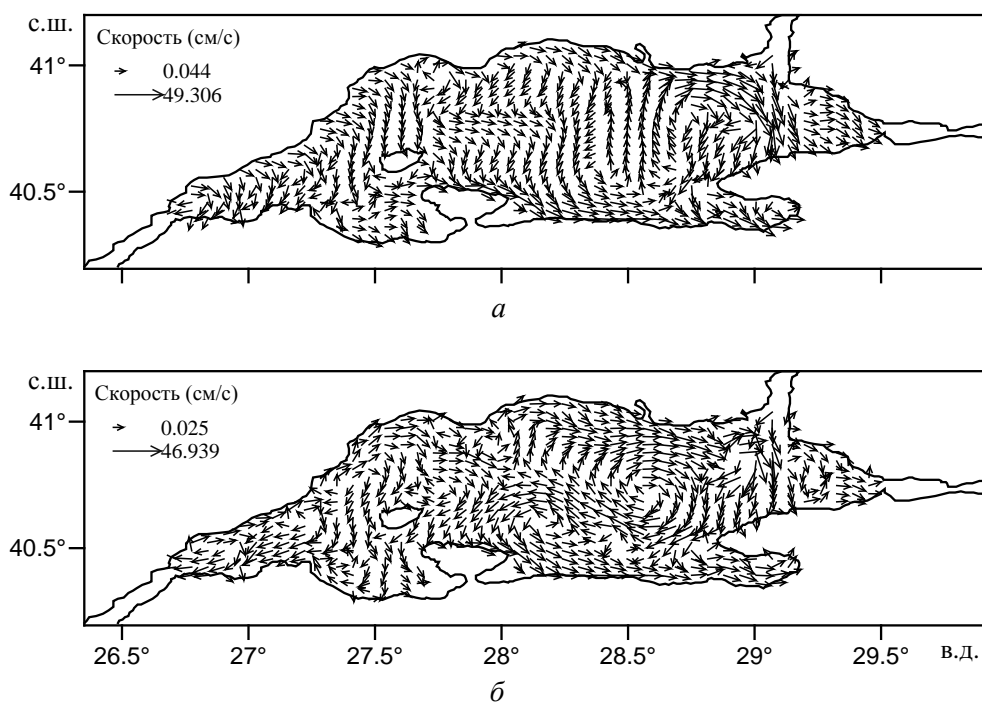 с.ш.
Скорость (см/с)
0.044
49.306
41°
40.5°
а
с.ш.
Скорость (см/с)
0.025
46.939
41°
40.5°
26.5° 27° 27.5° 28° 28.5° 29° 29.5° в.д.
б